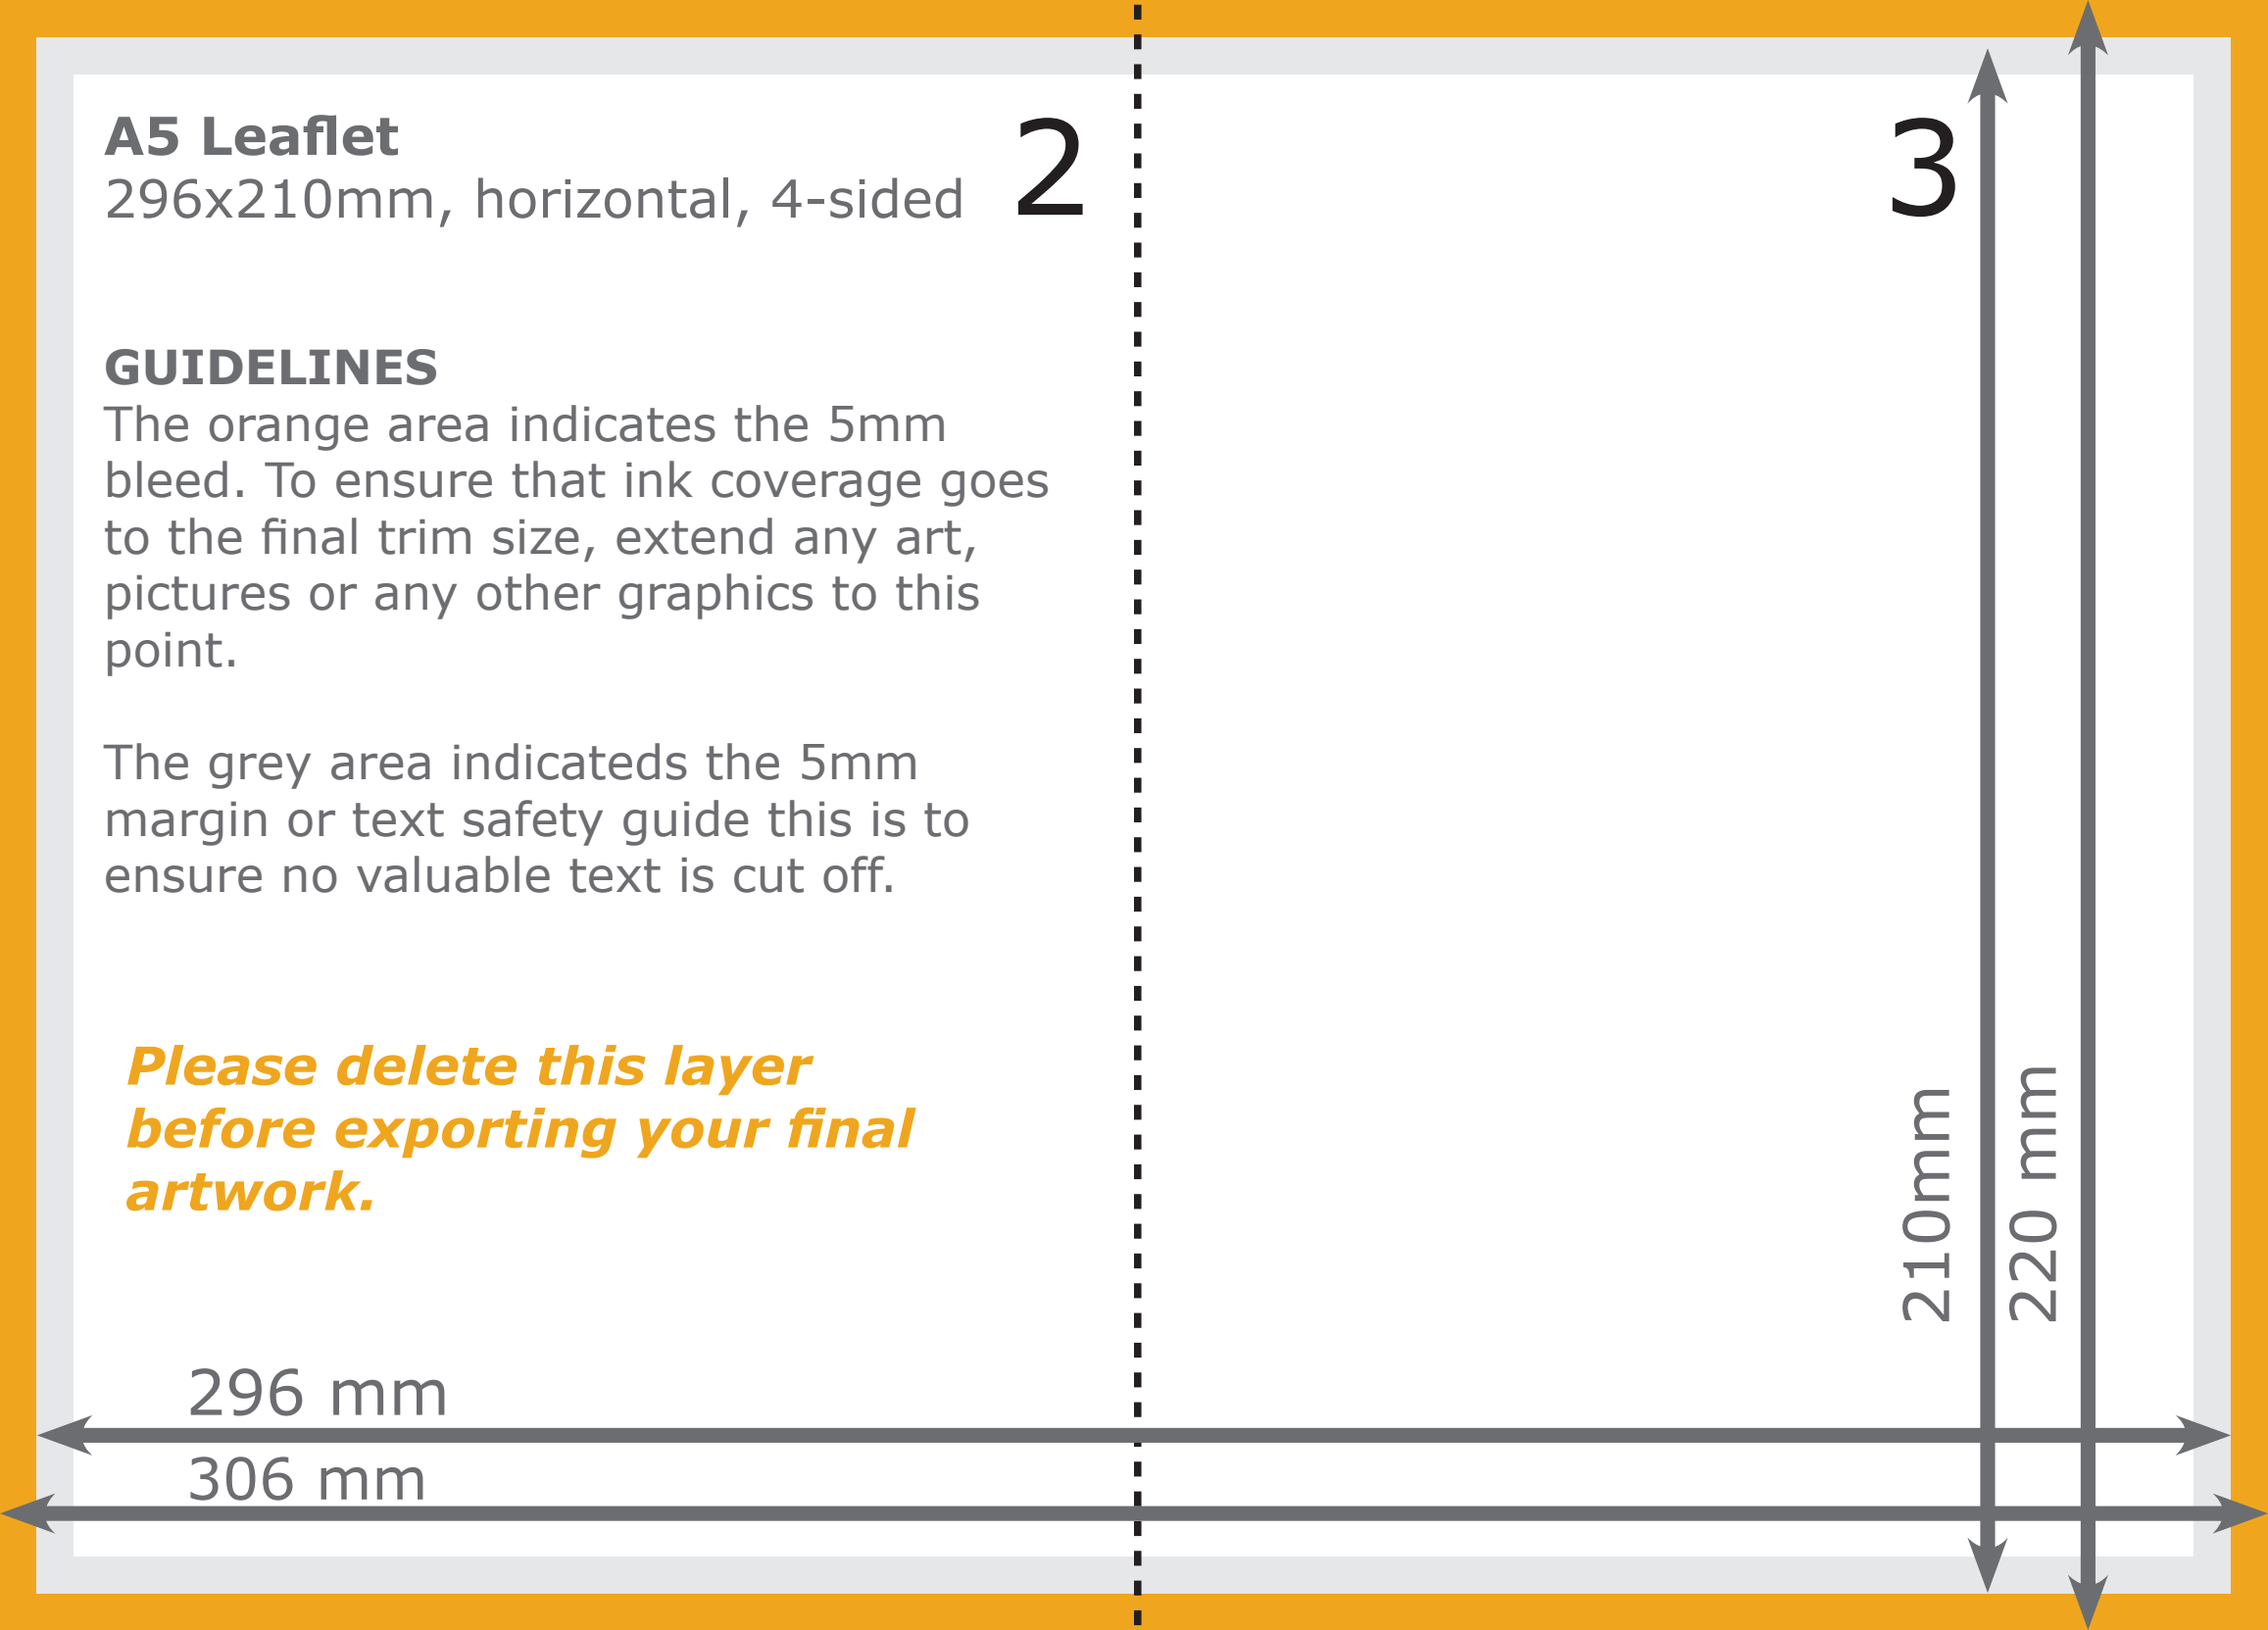 A5 Leaflet
296x210mm, horizontal, 4-sided
2
3
GUIDELINES
The orange area indicates the 5mm
bleed. To ensure that ink coverage goes
to the final trim size, extend any art,
pictures or any other graphics to this
point.
The grey area indicateds the 5mm
margin or text safety guide this is to
ensure no valuable text is cut off.
Please delete this layer
before exporting your final
artwork.
210mm
220 mm
296 mm
306 mm